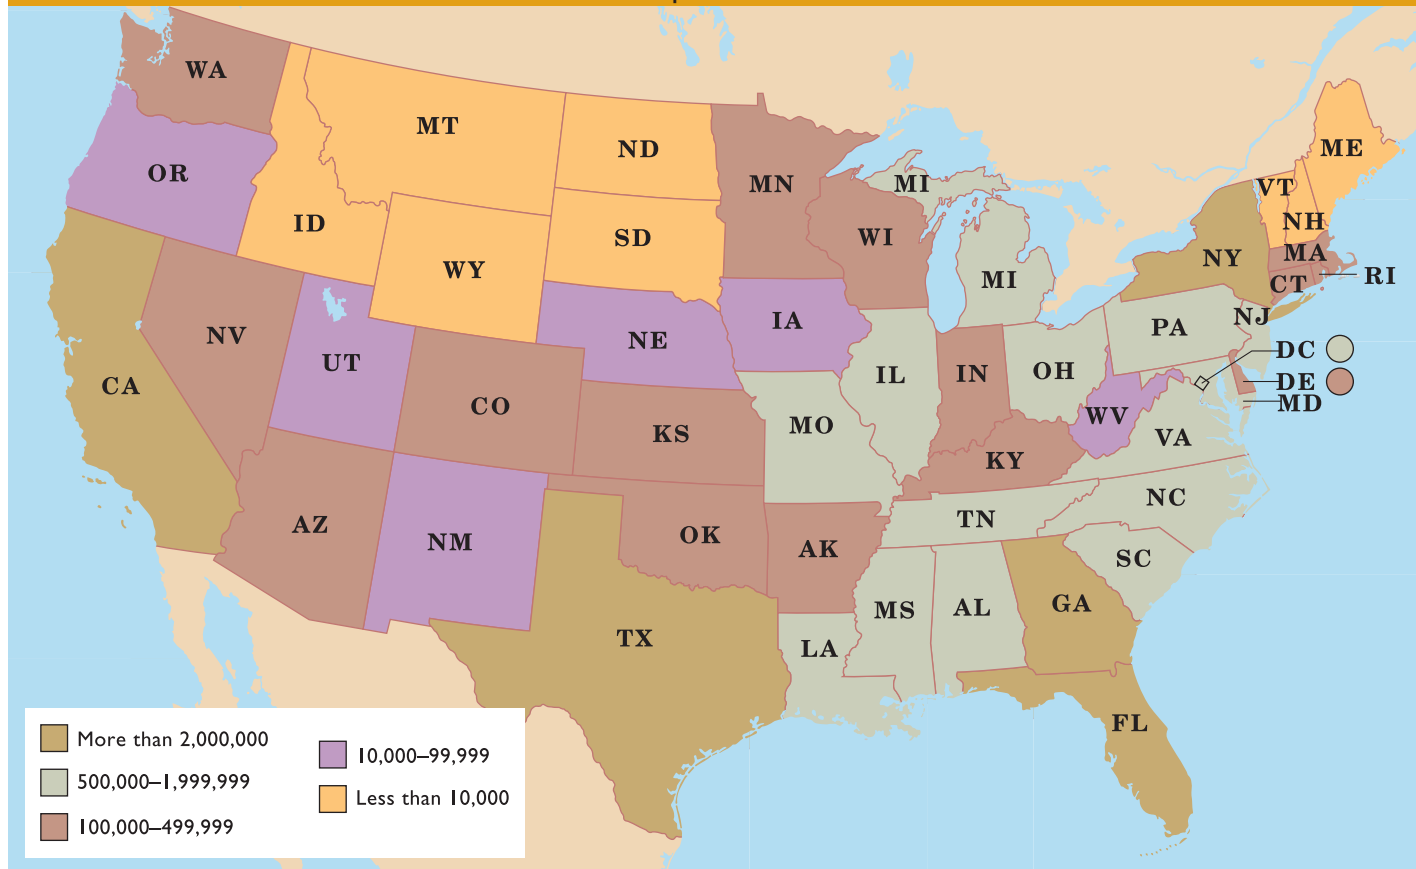 WA
MT
ND
MN
MI
ME
OR
VT
ID
SD
WI
NH
WY
NY
MA
MI
RI
CT
NV
NE
IA
PA
NJ
UT
DC
CA
CO
IL
IN
OH
DE
MD
KS
MO
WV
VA
KY
AZ
NM
OK
AK
TN
NC
SC
TX
LA
MS
AL
GA
FL
More than 2,000,000
500,000–1,999,999
100,000–499,999
10,000–99,999
Less than 10,000